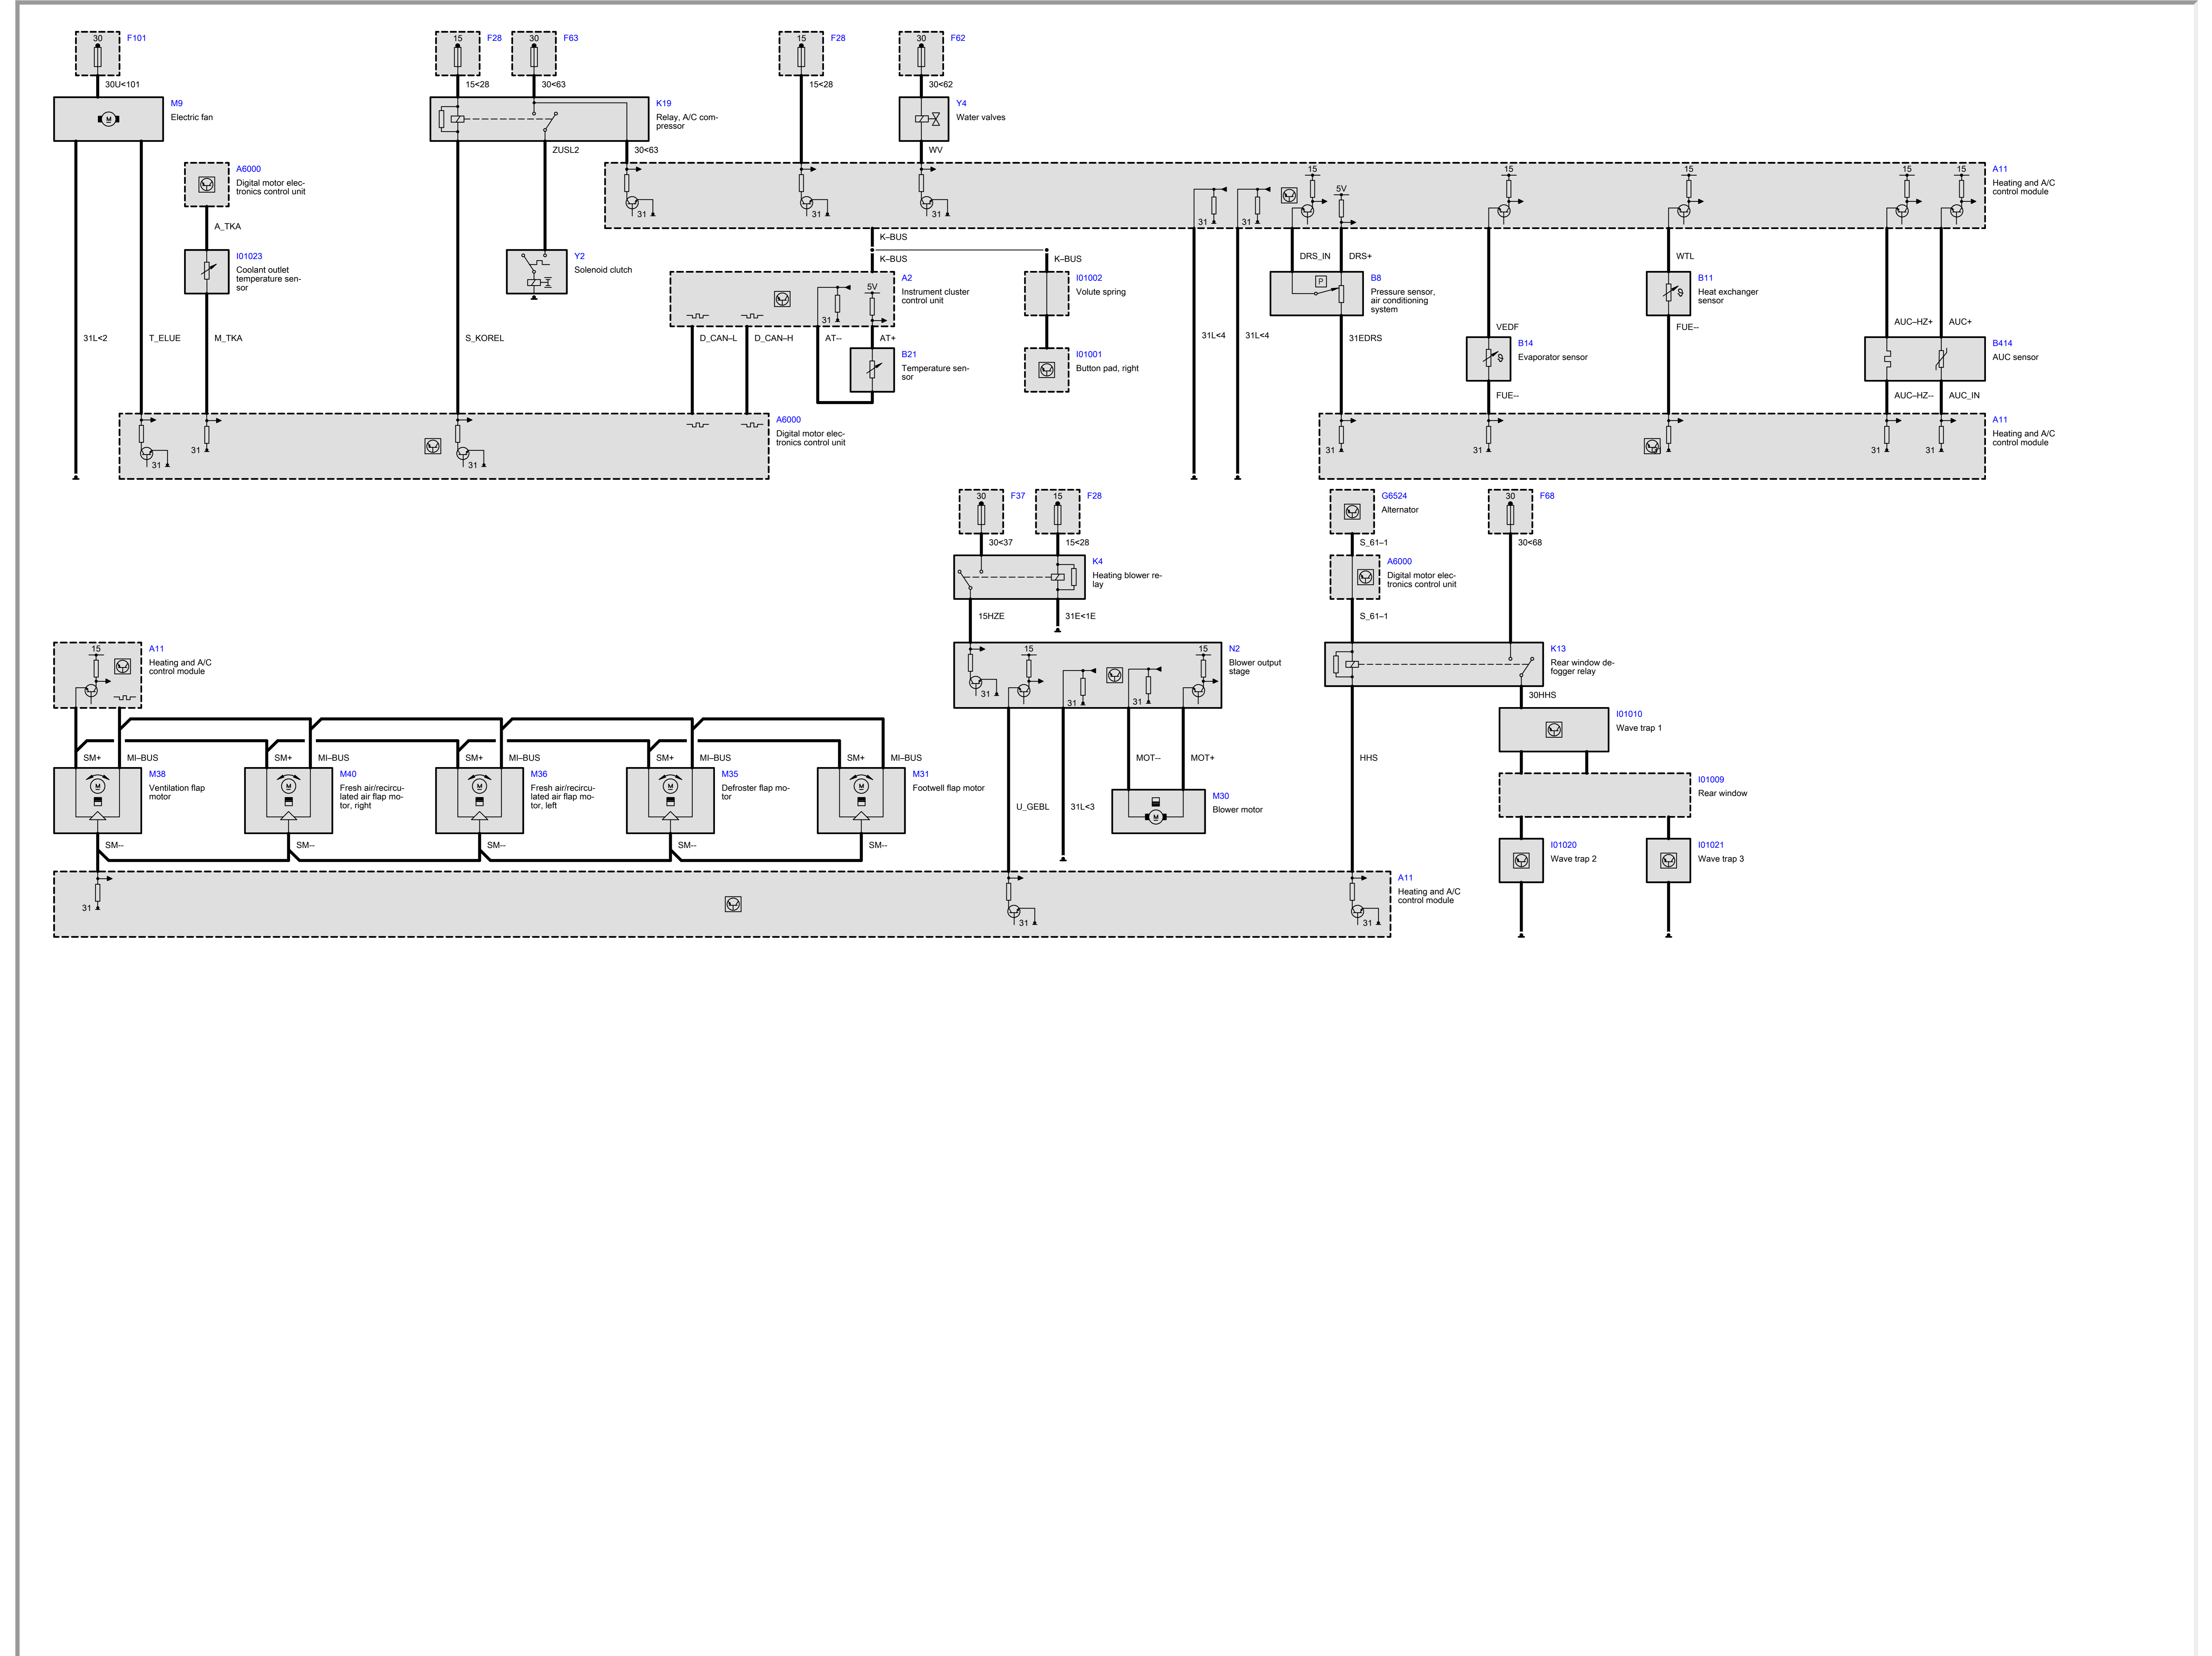 30
F101
15
F28
30
F63
15
F28
30
F62
30U<101
15<28
30<63
15<28
30<62
M9
Electric fan
K19
Relay, A/C com-
pressor
Y4
Water valves
ZUSL2
30<63
WV
A6000
Digital motor elec-
tronics control unit
15
15
15
15
15
A11
Heating and A/C
control module
5V
31
31
31
31
31
A_TKA
K–BUS
I01023
Coolant outlet
temperature sen-
sor
Y2
Solenoid clutch
K–BUS
K–BUS
DRS_IN
DRS+
WTL
A2
Instrument cluster
control unit
5V
31
I01002
Volute spring
P
B8
Pressure sensor,
air conditioning
system
B11
Heat exchanger
sensor
31L<2
T_ELUE
M_TKA
S_KOREL
D_CAN–L
D_CAN–H
AT--
AT+
31L<4
31L<4
31EDRS
VEDF
FUE--
AUC–HZ+
AUC+
B21
Temperature sen-
sor
I01001
Button pad, right
B14
Evaporator sensor
B414
AUC sensor
FUE--
AUC–HZ--
AUC_IN
A6000
Digital motor elec-
tronics control unit
A11
Heating and A/C
control module
31
31
31
31
31
31
31
30
F37
15
F28
G6524
Alternator
30
F68
30<37
15<28
S_61–1
30<68
K4
Heating blower re-
lay
A6000
Digital motor elec-
tronics control unit
15HZE
31E<1E
S_61–1
15
A11
Heating and A/C
control module
15
15
31
31
31
N2
Blower output
stage
K13
Rear window de-
fogger relay
30HHS
I01010
Wave trap 1
SM+
MI–BUS
SM+
MI–BUS
SM+
MI–BUS
SM+
MI–BUS
SM+
MI–BUS
MOT--
MOT+
HHS
M
M38
Ventilation flap
motor
M
M40
Fresh air/recircu-
lated air flap mo-
tor, right
M
M36
Fresh air/recircu-
lated air flap mo-
tor, left
M
M35
Defroster flap mo-
tor
M
M31
Footwell flap motor
U_GEBL
31L<3
M
M30
Blower motor
I01009
Rear window
SM--
SM--
SM--
SM--
SM--
I01020
Wave trap 2
I01021
Wave trap 3
31
31
31
A11
Heating and A/C
control module